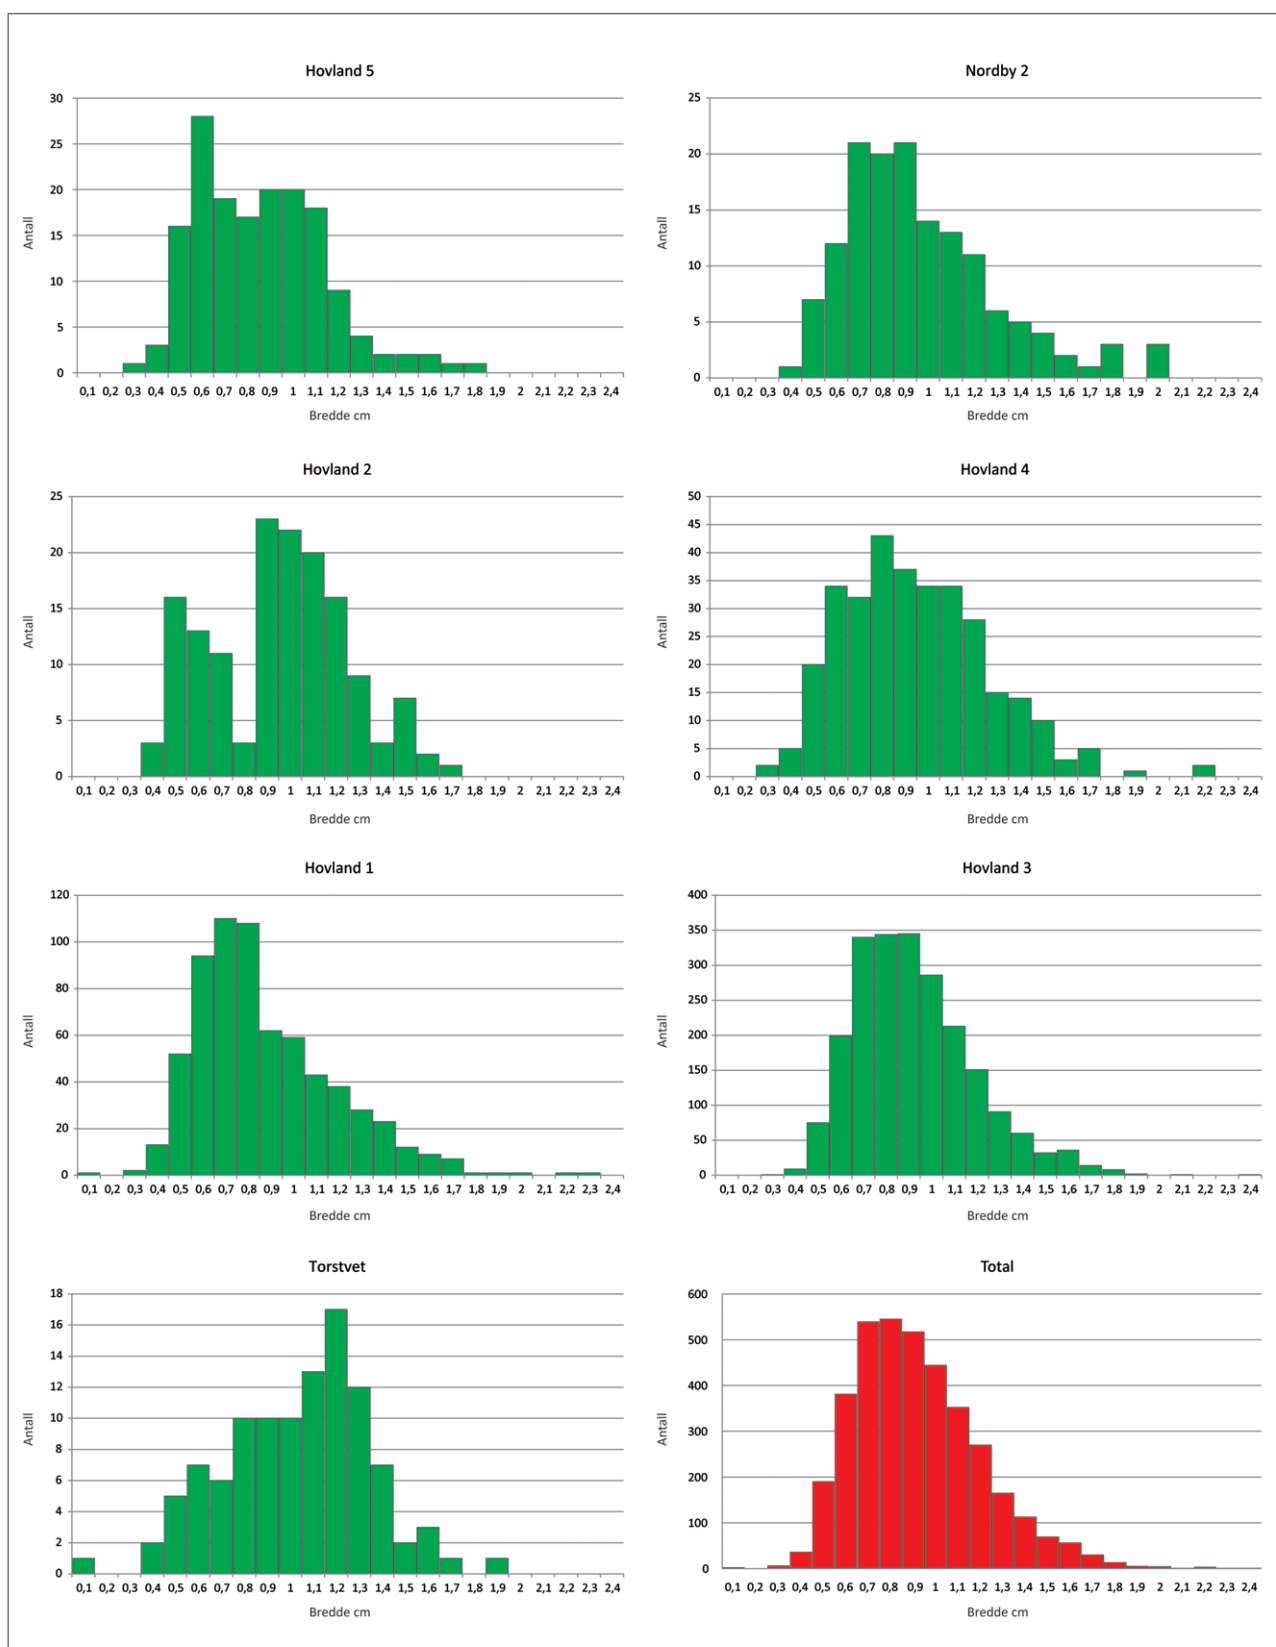 Hovland 5
30
25
20
15
10
5
0
Antall
0,1 0,2 0,3 0,4 0,5 0,6 0,7 0,8 0,9 1 1,1 1,2 1,3 1,4 1,5 1,6 1,7 1,8 1,9 2 2,1 2,2 2,3 2,4
Bredde cm
Nordby 2
25
20
15
10
5
0
Antall
0,1 0,2 0,3 0,4 0,5 0,6 0,7 0,8 0,9 1 1,1 1,2 1,3 1,4 1,5 1,6 1,7 1,8 1,9 2 2,1 2,2 2,3 2,4
Bredde cm
Hovland 2
25
20
15
10
5
0
Antall
0,1 0,2 0,3 0,4 0,5 0,6 0,7 0,8 0,9 1 1,1 1,2 1,3 1,4 1,5 1,6 1,7 1,8 1,9 2 2,1 2,2 2,3 2,4
Bredde cm
Hovland 4
50
45
40
35
30
25
20
15
10
5
0
Antall
0,1 0,2 0,3 0,4 0,5 0,6 0,7 0,8 0,9 1 1,1 1,2 1,3 1,4 1,5 1,6 1,7 1,8 1,9 2 2,1 2,2 2,3 2,4
Bredde cm
Hovland 1
120
100
80
60
40
20
0
Antall
0,1 0,2 0,3 0,4 0,5 0,6 0,7 0,8 0,9 1 1,1 1,2 1,3 1,4 1,5 1,6 1,7 1,8 1,9 2 2,1 2,2 2,3 2,4
Bredde cm
Hovland 3
400
350
300
250
200
150
100
50
0
Antall
0,1 0,2 0,3 0,4 0,5 0,6 0,7 0,8 0,9 1 1,1 1,2 1,3 1,4 1,5 1,6 1,7 1,8 1,9 2 2,1 2,2 2,3 2,4
Bredde cm
Torstvet
18
16
14
12
10
8
6
4
2
0
Antall
0,1 0,2 0,3 0,4 0,5 0,6 0,7 0,8 0,9 1 1,1 1,2 1,3 1,4 1,5 1,6 1,7 1,8 1,9 2 2,1 2,2 2,3 2,4
Bredde cm
Total
600
500
400
300
200
100
0
Antall
0,1 0,2 0,3 0,4 0,5 0,6 0,7 0,8 0,9 1 1,1 1,2 1,3 1,4 1,5 1,6 1,7 1,8 1,9 2 2,1 2,2 2,3 2,4
Bredde cm